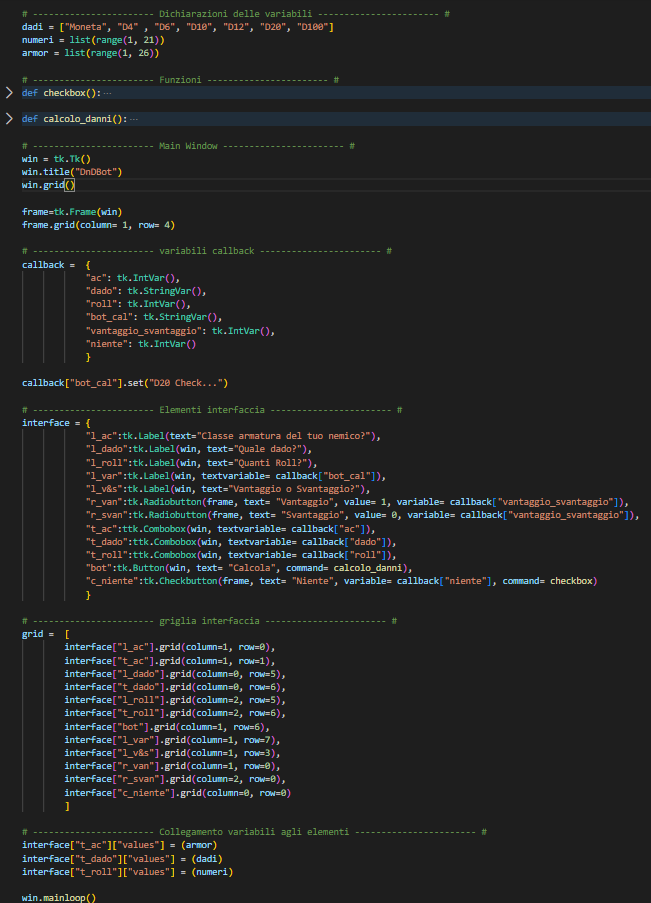 # ----------------------- Dichiarazioni delle variabili ----------------------- #
dadi = ["Moneta", "D4" , "D6", "D10", "D12", "D20", "D100"]
numeri = list(range(1, 21))
armor = list(range(1, 26))
# ----------------------- Funzioni ----------------------- #
def checkbox(): ...
def calcolo_danni(): ...
# ----------------------- Main Window ----------------------- #
win = tk.Tk()
win.title("DnDBot")
win.grid()
frame=tk.Frame(win)
frame.grid(column= 1, row= 4)
# ----------------------- variabili callback ----------------------- #
callback = {
"ac": tk.IntVar(),
"dado": tk.StringVar(),
"roll": tk.IntVar(),
"bot_cal": tk.StringVar(),
"vantaggio_svantaggio": tk.IntVar(),
"niente": tk.IntVar()
}
callback["bot_cal"].set("D20 Check...")
# ----------------------- Elementi interfaccia ----------------------- #
interface = {
"l_ac":tk.Label(text="Classe armatura del tuo nemico?"),
"l_dado":tk.Label(win, text="Quale dado?"),
"l_roll":tk.Label(win, text="Quanti Roll?"),
"l_var":tk.Label(win, textvariable= callback["bot_cal"]),
"l_v&s":tk.Label(win, text="Vantaggio o Svantaggio?"),
"r_van":tk.Radiobutton(frame, text= "Vantaggio", value= 1, variable= callback["vantaggio_svantaggio"]),
"r_svan":tk.Radiobutton(frame, text= "Svantaggio", value= 0, variable= callback["vantaggio_svantaggio"]),
"t_ac":ttk.Combobox(win, textvariable= callback["ac"]),
"t_dado":ttk.Combobox(win, textvariable= callback["dado"]),
"t_roll":ttk.Combobox(win, textvariable= callback["roll"]),
"bot":tk.Button(win, text= "Calcola", command= calcolo_danni),
"c_niente":tk.Checkbutton(frame, text= "Niente", variable= callback["niente"], command= checkbox)
}
# ----------------------- griglia interfaccia ----------------------- #
grid = [
interface["l_ac"].grid(column=1, row=0),
interface["t_ac"].grid(column=1, row=1),
interface["l_dado"].grid(column=0, row=5),
interface["t_dado"].grid(column=0, row=6),
interface["l_roll"].grid(column=2, row=5),
interface["t_roll"].grid(column=2, row=6),
interface["bot"].grid(column=1, row=6),
interface["l_var"].grid(column=1, row=7),
interface["l_v&s"].grid(column=1, row=3),
interface["r_van"].grid(column=1, row=0),
interface["r_svan"].grid(column=2, row=0),
interface["c_niente"].grid(column=0, row=0)
]
# ----------------------- Collegamento variabili agli elementi ----------------------- #
interface["t_ac"]["values"] = (armor)
interface["t_dado"]["values"] = (dadi)
interface["t_roll"]["values"] = (numeri)
win.mainloop()